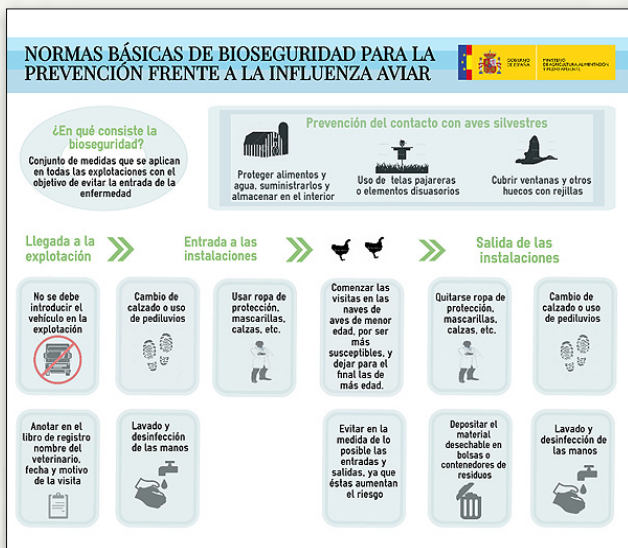 NORMAS BÁSICAS DE BIOSEGURIDAD PARA LA
PREVENCIÓN FRENTE A LA INFLUENZA AVIAR
GOBIERNO
DE ESPAÑA
MINISTERIO
DE AGRICULTURA, ALIMENTACIÓN
Y MEDIO AMBIENTE
¿En qué consiste la
bioseguridad?
Conjunto de medidas que se aplican
en todas las explotaciones con el
objetivo de evitar la entrada de la
enfermedad
Prevención del contacto con aves silvestres
Proteger alimentos y
agua, suministrarlos y
almacenar en el interior
Uso de telas pajareras
o elementos disuasorios
Cubrir ventanas y otros
huecos con rejillas
Llegada a la
explotación
Entrada a las
instalaciones
Salida de las
instalaciones
No se debe
introducir el
vehículo en la
explotación
Cambio de
calzado o uso
de pediluvios
Usar ropa de
protección,
mascarillas,
calzas, etc.
Comenzar las
visitas en las
naves de
aves de menor
edad, por ser
más
susceptibles, y
dejar para el
final las de
más edad.
Quitarse ropa de
protección,
mascarillas,
calzas, etc.
Cambio de
calzado o uso
de pediluvios
Anotar en el
libro de registro
nombre del
veterinario,
fecha y motivo
de la visita
Lavado y
desinfección
de las manos
Evitar en la
medida de lo
posible las
entradas y
salidas, ya que
éstas aumentan
el riesgo
Depositar el
material
desechable en
bolsas o
contenedores de
residuos
Lavado y
desinfección
de las manos